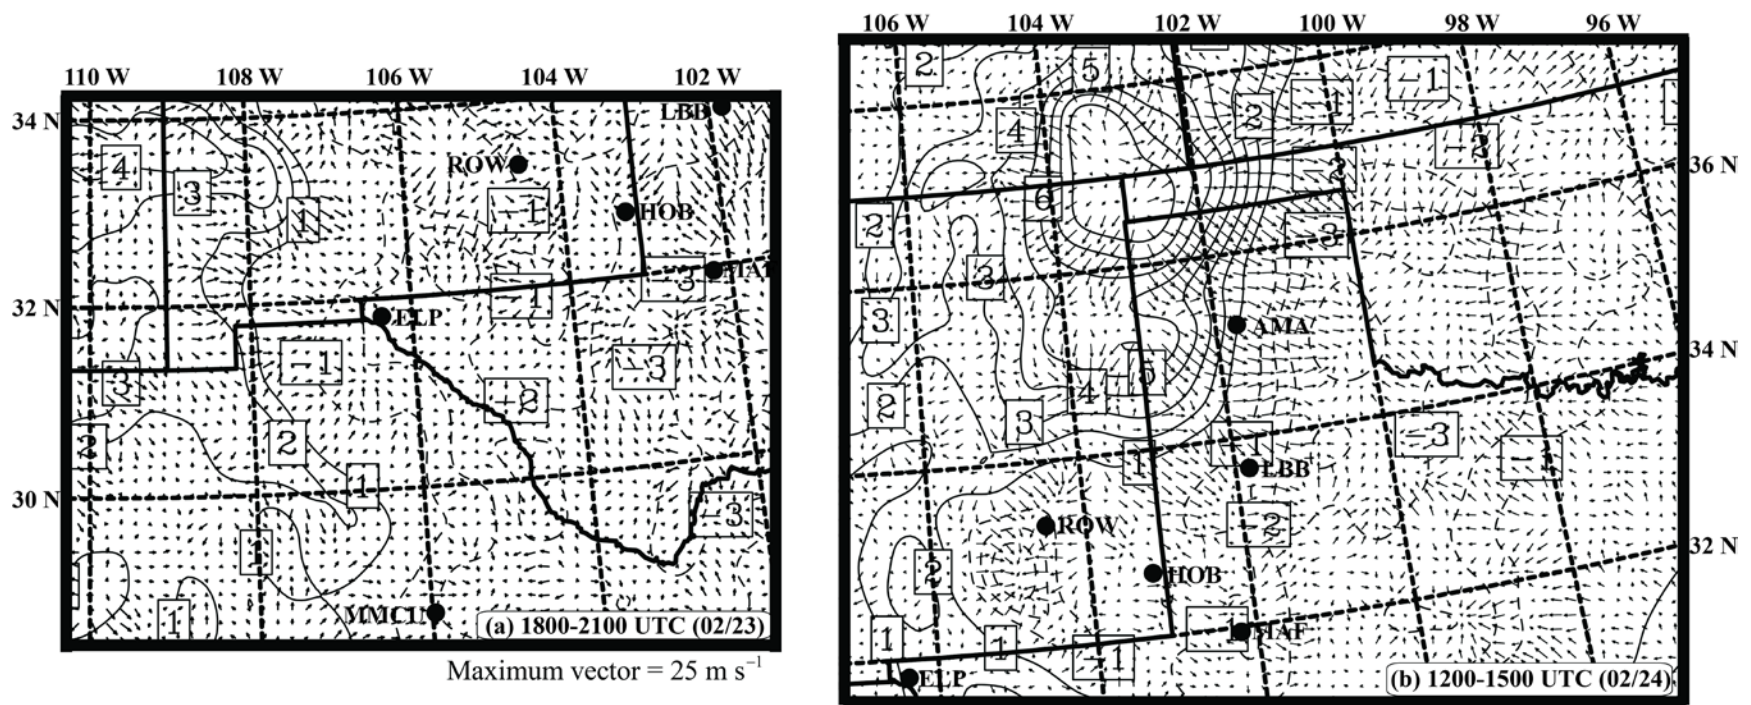 110 W 108 W 106 W 104 W 102 W
34 N
32 N
30 N
LBB
ROW
4
3
-1
HOB
1
-3
-1
ELP
-1
-3
3
-2
2
2
1
-3
1
1
MMCU
(a) 1800-2100 UTC (02/23)
Maximum vector = 25 m s⁻¹
106 W 104 W 102 W 100 W 98 W 96 W
36 N
34 N
32 N
2
5
-1
2
-1
4
-2
-3
6
2
-3
3
3
AMA
-5
4
2
3
-3
1
1
LBB
-1
ROW
-2
2
HOB
1
1
-1
MAF
ELP
(b) 1200-1500 UTC (02/24)